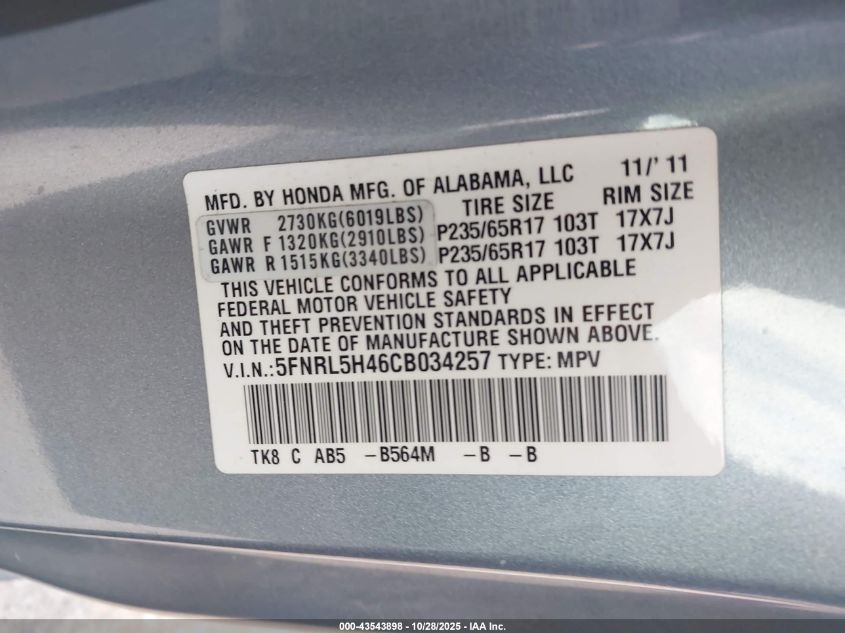 MFD. BY HONDA MFG. OF ALABAMA, LLC 11/' 11
TIRE SIZE RIM SIZE
GVWR 2730KG(6019LBS)
GAWR F 1320KG(2910LBS) P235/65R17 103T 17X7J
GAWR R 1515KG(3340LBS) P235/65R17 103T 17X7J
THIS VEHICLE CONFORMS TO ALL APPLICABLE
FEDERAL MOTOR VEHICLE SAFETY
AND THEFT PREVENTION STANDARDS IN EFFECT
ON THE DATE OF MANUFACTURE SHOWN ABOVE.
V.I.N.:5FNRL5H46CB034257 TYPE: MPV
TK8 C AB5 –B564M –B –B
000-43543898 | 10/28/2025 | IAA Inc.